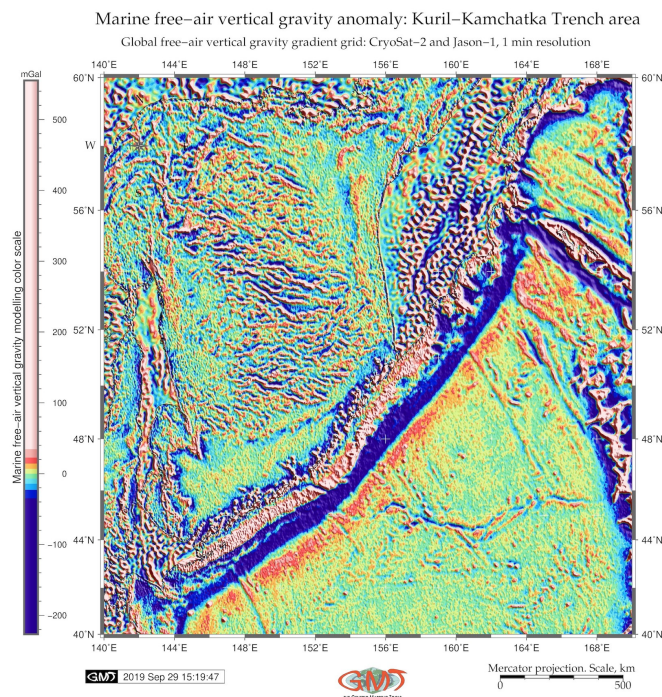 Marine free−air vertical gravity anomaly: Kuril−Kamchatka Trench area
Global free−air vertical gravity gradient grid: CryoSat−2 and Jason−1, 1 min resolution
mGal
500
400
300
200
100
0
−100
−200
Marine free−air vertical gravity modelling color scale
140˚E 144˚E 148˚E 152˚E 156˚E 160˚E 164˚E 168˚E
60˚N 60˚N
W
S
56˚N 56˚N
52˚N 52˚N
48˚N 48˚N
44˚N 44˚N
40˚N 40˚N
140˚E 144˚E 148˚E 152˚E 156˚E 160˚E 164˚E 168˚E
GMD 2019 Sep 29 15:19:47
GMT
Mercator projection. Scale, km
0 500